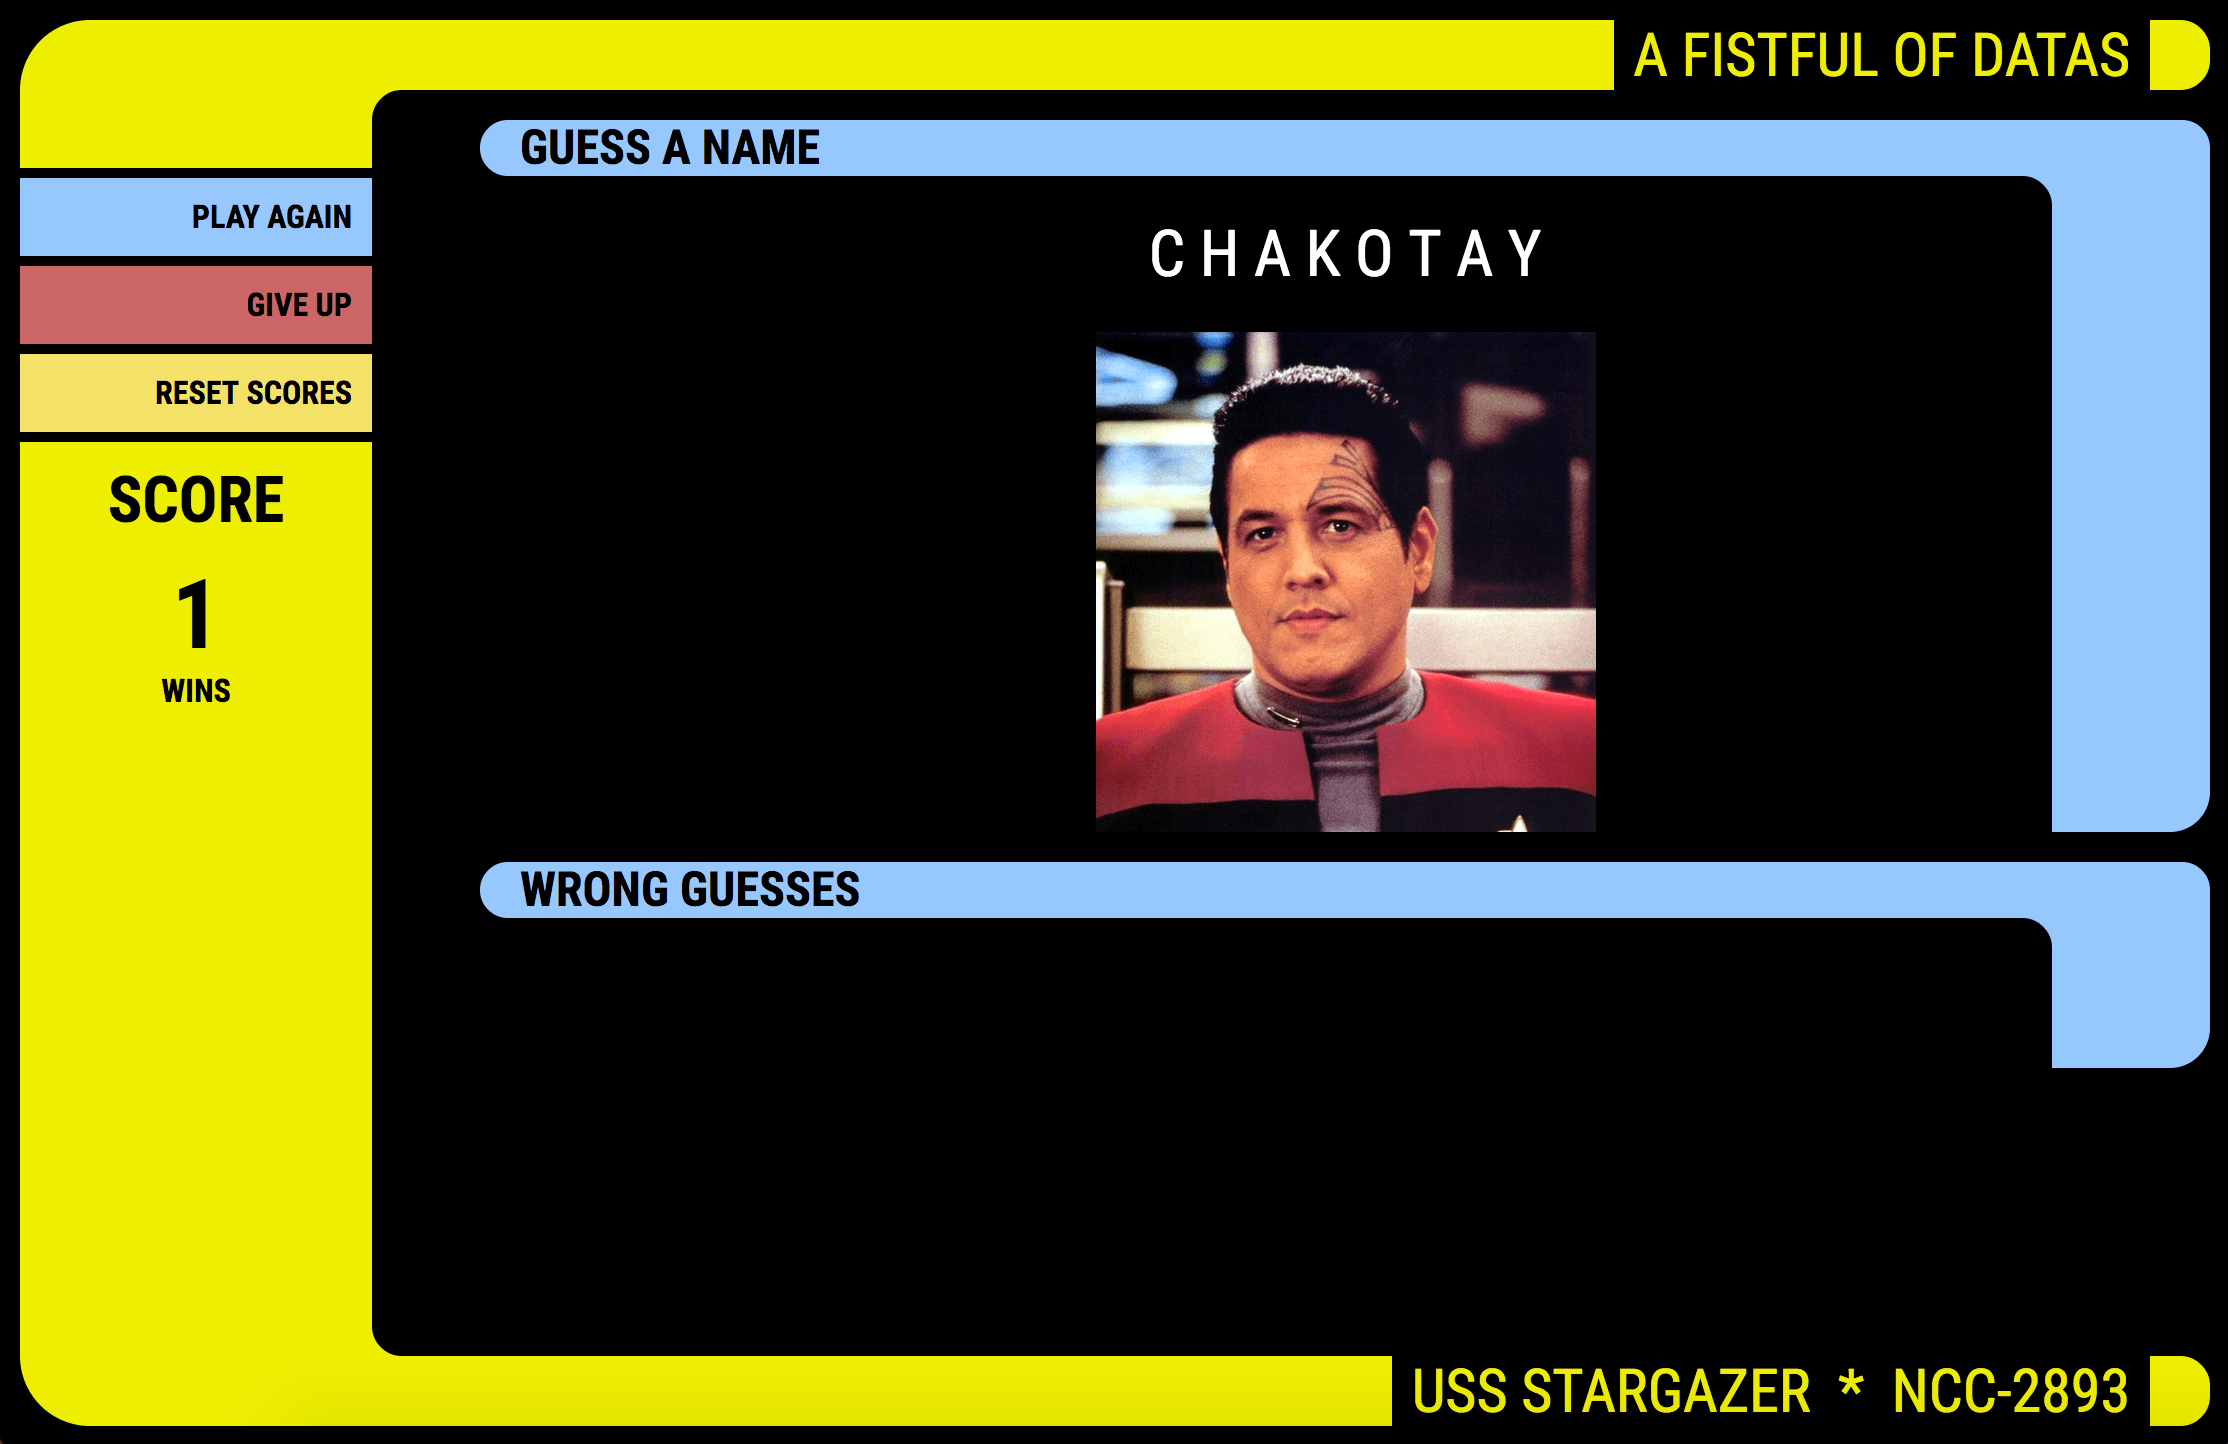 A FISTFUL OF DATAS
GUESS A NAME
PLAY AGAIN
GIVE UP
RESET SCORES
SCORE
1
WINS
C H A K O T A Y
WRONG GUESSES
USS STARGAZER * NCC-2893